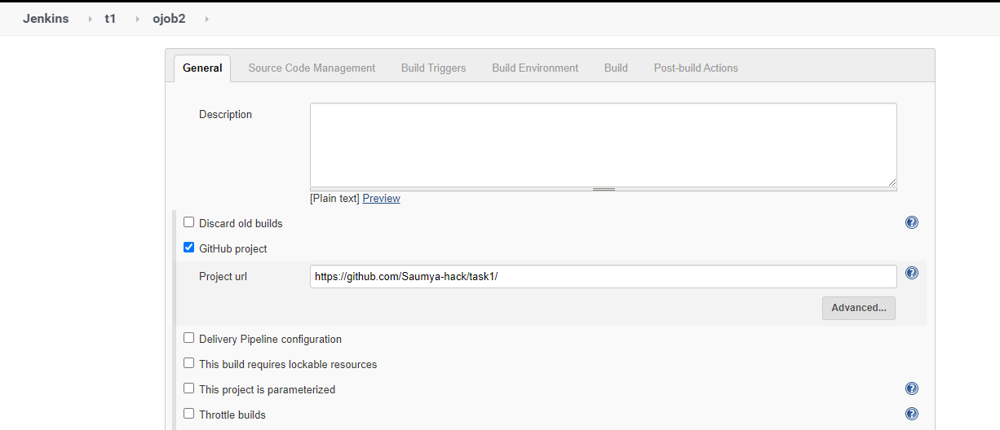 Jenkins t1 ojob2
General Source Code Management Build Triggers Build Environment Build Post-build Actions
Description
[Plain text] Preview
Discard old builds ?
GitHub project
Project url https://github.com/Saumya-hack/task1/ ?
Advanced...
Delivery Pipeline configuration
This build requires lockable resources
This project is parameterized ?
Throttle builds ?